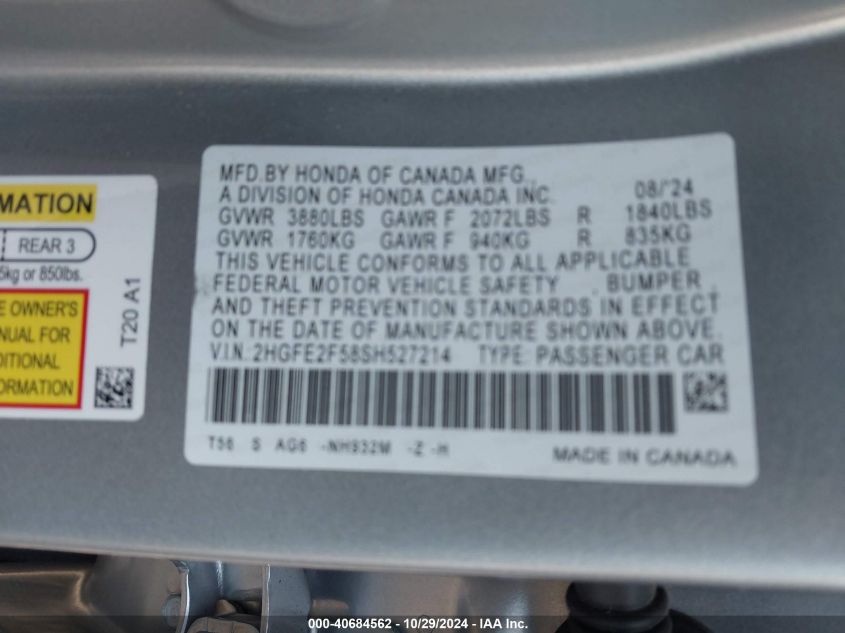 MATION
REAR 3
5kg or 850lbs.
E OWNER'S
NUAL FOR
DITIONAL
ORMATION
T20 A1
MFD.BY HONDA OF CANADA MFG.,
A DIVISION OF HONDA CANADA INC. 08/'24
GVWR 3880LBS GAWR F 2072LBS R 1840LBS
GVWR 1760KG GAWR F 940KG R 835KG
THIS VEHICLE CONFORMS TO ALL APPLICABLE
FEDERAL MOTOR VEHICLE SAFETY , BUMPER ,
AND THEFT PREVENTION STANDARDS IN EFFECT
ON THE DATE OF MANUFACTURE SHOWN ABOVE.
V.I.N.:2HGFE2F58SH527214 TYPE: PASSENGER CAR
T56 S AG6 -NH932M -Z -H
MADE IN CANADA
000-40684562 - 10/29/2024 - IAA Inc.